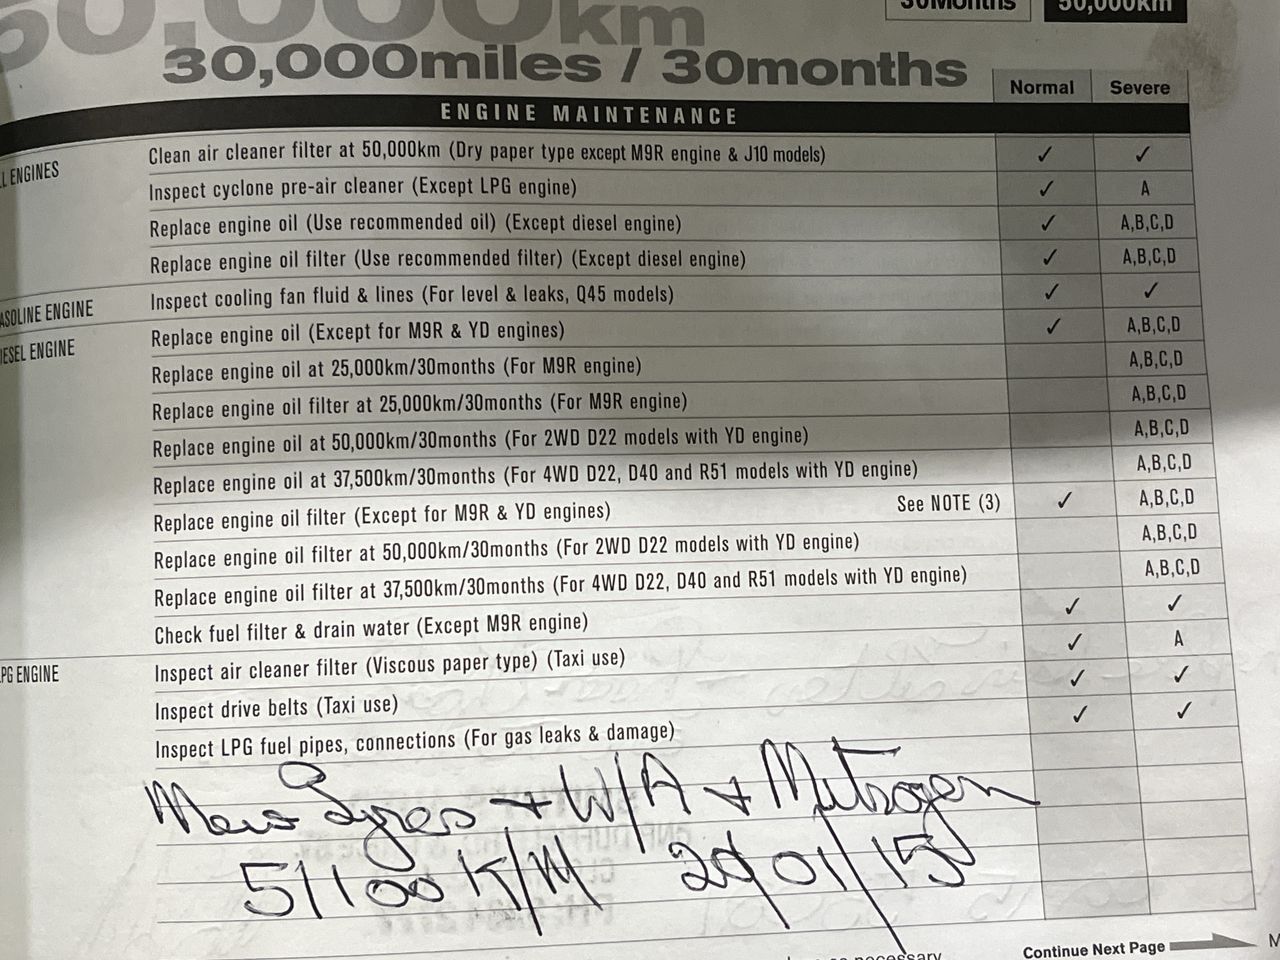 50,000km
30Months 50,000km
30,000miles / 30months
Normal Severe
ENGINE MAINTENANCE
L ENGINES Clean air cleaner filter at 50,000km (Dry paper type except M9R engine & J10 models) ✓ ✓
Inspect cyclone pre-air cleaner (Except LPG engine) ✓ A
Replace engine oil (Use recommended oil) (Except diesel engine) ✓ A,B,C,D
Replace engine oil filter (Use recommended filter) (Except diesel engine) ✓ A,B,C,D
ASOLINE ENGINE Inspect cooling fan fluid & lines (For level & leaks, Q45 models) ✓ ✓
IESEL ENGINE Replace engine oil (Except for M9R & YD engines) ✓ A,B,C,D
Replace engine oil at 25,000km/30months (For M9R engine) A,B,C,D
Replace engine oil filter at 25,000km/30months (For M9R engine) A,B,C,D
Replace engine oil at 50,000km/30months (For 2WD D22 models with YD engine) A,B,C,D
Replace engine oil at 37,500km/30months (For 4WD D22, D40 and R51 models with YD engine) A,B,C,D
Replace engine oil filter (Except for M9R & YD engines) See NOTE (3) ✓ A,B,C,D
Replace engine oil filter at 50,000km/30months (For 2WD D22 models with YD engine) A,B,C,D
Replace engine oil filter at 37,500km/30months (For 4WD D22, D40 and R51 models with YD engine) A,B,C,D
Check fuel filter & drain water (Except M9R engine) ✓ ✓
PG ENGINE Inspect air cleaner filter (Viscous paper type) (Taxi use) ✓ A
Inspect drive belts (Taxi use) ✓ ✓
Inspect LPG fuel pipes, connections (For gas leaks & damage) ✓ ✓
New Tyres + W/A + Nitrogen
51100 K/M 20/01/15
necessary
Continue Next Page M